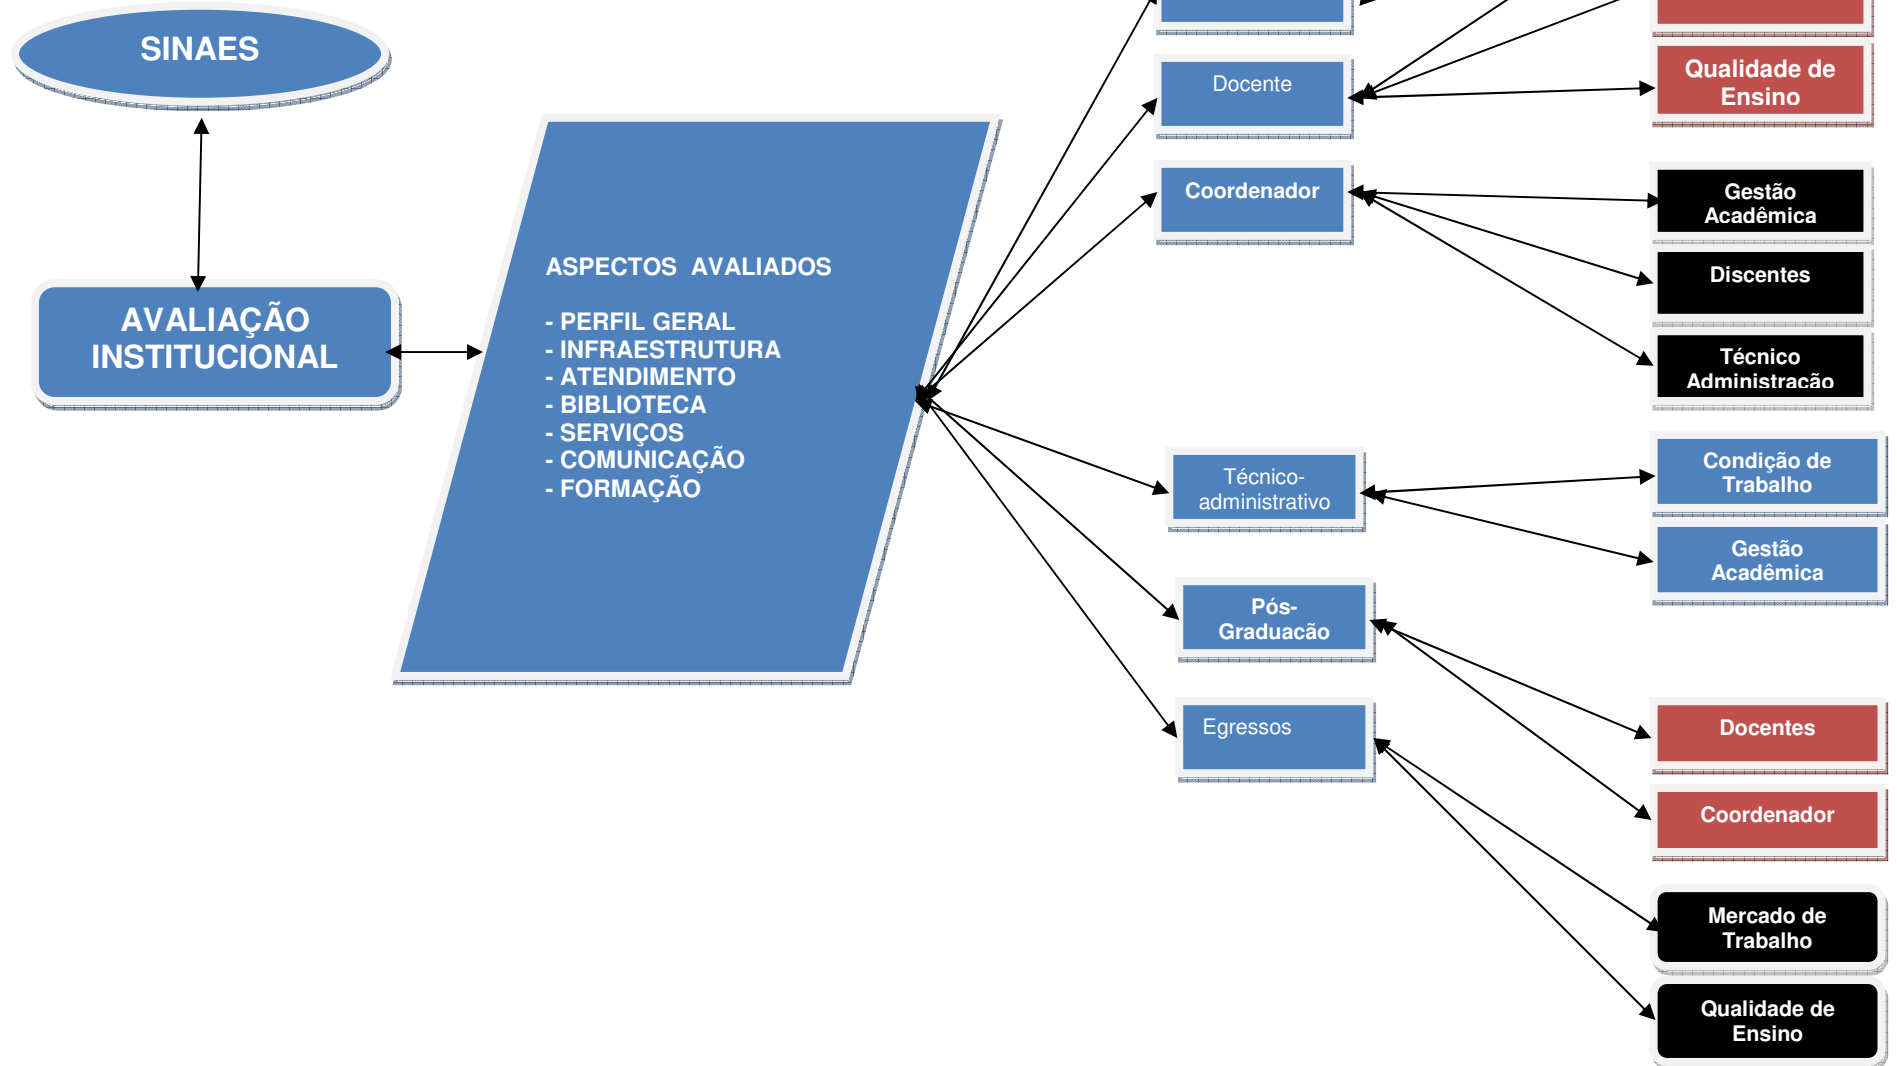 SINAES
AVALIAÇÃO
INSTITUCIONAL
ASPECTOS AVALIADOS
- PERFIL GERAL
- INFRAESTRUTURA
- ATENDIMENTO
- BIBLIOTECA
- SERVIÇOS
- COMUNICAÇÃO
- FORMAÇÃO
Docente
Coordenador
Técnico-
administrativo
Pós-
Graduação
Egressos
Qualidade de
Ensino
Gestão
Acadêmica
Discentes
Técnico
Administração
Condição de
Trabalho
Gestão
Acadêmica
Docentes
Coordenador
Mercado de
Trabalho
Qualidade de
Ensino